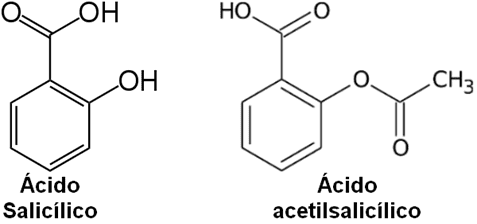 O OH
OH
Ácido
Salicílico
HO O
O CH₃
O
Ácido
acetilsalicílico